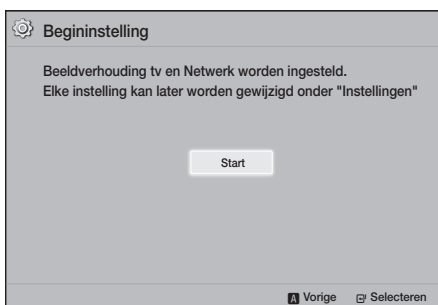 Begininstelling
Beeldverhouding tv en Netwerk worden ingesteld.
Elke instelling kan later worden gewijzigd onder "Instellingen"
Start
A Vorige Selecteren